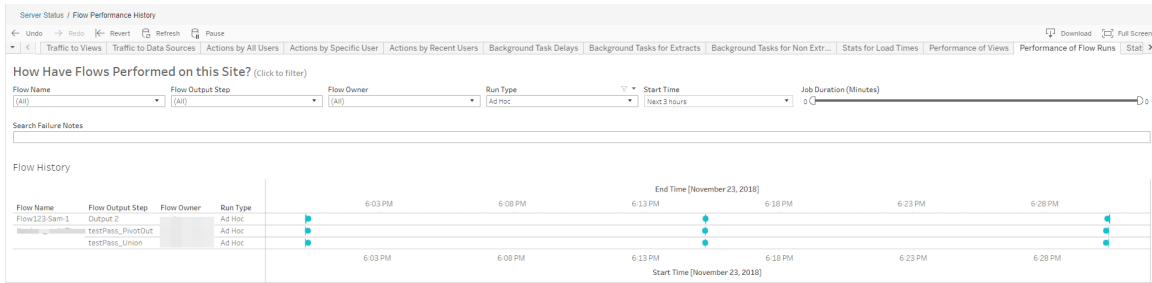 Server Status / Flow Performance History
← Undo → Redo Revert Refresh Pause Download Full Screen
Traffic to Views Traffic to Data Sources Actions by All Users Actions by Specific User Actions by Recent Users Background Task Delays Background Tasks for Extracts Background Tasks for Non Extr... Stats for Load Times Performance of Views Performance of Flow Runs Stat
How Have Flows Performed on this Site? (Click to filter)
Flow Name Flow Output Step Flow Owner Run Type Start Time Job Duration (Minutes)
(All) (All) (All) Ad Hoc Next 3 hours 0 0
Search Failure Notes
Flow History
End Time [November 23, 2018]
6:03 PM 6:08 PM 6:13 PM 6:18 PM 6:23 PM 6:28 PM
Flow Name Flow Output Step Flow Owner Run Type
Flow123-Sam-1 Output 2 Ad Hoc
testPass_PivotOut Ad Hoc
testPass_Union Ad Hoc
6:03 PM 6:08 PM 6:13 PM 6:18 PM 6:23 PM 6:28 PM
Start Time [November 23, 2018]